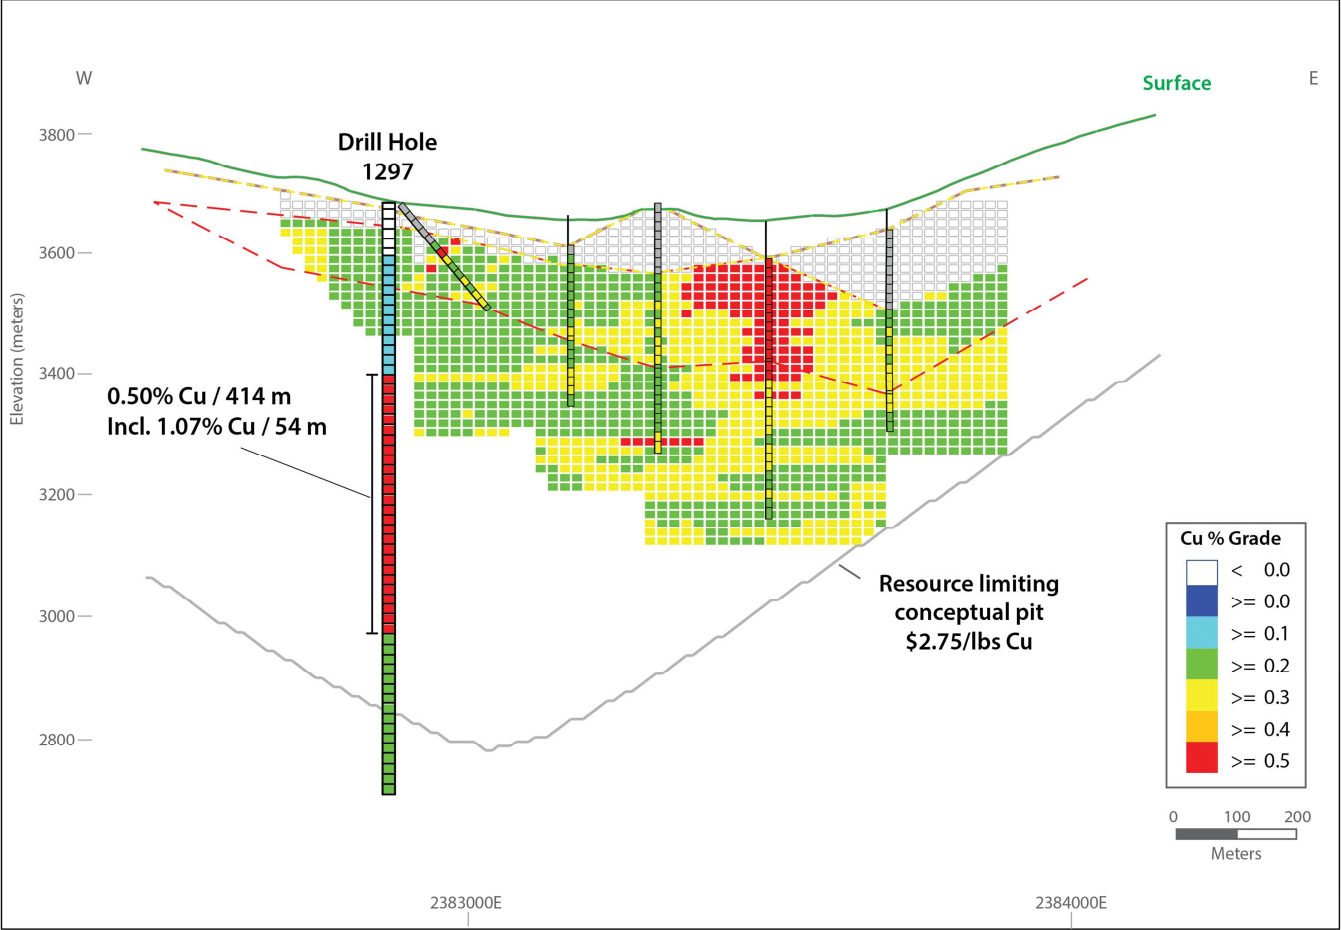 W
E
Surface
3800
Drill Hole
1297
3600
Elevation (meters)
3400
0.50% Cu / 414 m
Incl. 1.07% Cu / 54 m
3200
3000
2800
Resource limiting
conceptual pit
$2.75/lbs Cu
Cu % Grade
< 0.0
>= 0.0
>= 0.1
>= 0.2
>= 0.3
>= 0.4
>= 0.5
0 100 200
Meters
2383000E
2384000E